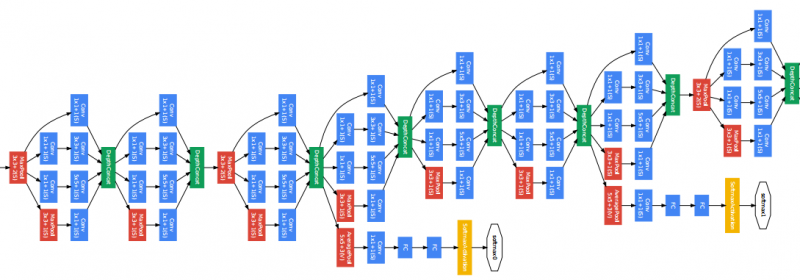 MaxPool
3x3+2(S)
Conv
1x1+1(S)
Conv
1x1+1(S)
Conv
3x3+1(S)
Conv
1x1+1(S)
Conv
5x5+1(S)
MaxPool
3x3+1(S)
Conv
1x1+1(S)
DepthConcat
Conv
1x1+1(S)
Conv
1x1+1(S)
Conv
3x3+1(S)
Conv
1x1+1(S)
Conv
5x5+1(S)
MaxPool
3x3+1(S)
Conv
1x1+1(S)
DepthConcat
MaxPool
3x3+2(S)
Conv
1x1+1(S)
Conv
1x1+1(S)
Conv
3x3+1(S)
Conv
1x1+1(S)
Conv
5x5+1(S)
MaxPool
3x3+1(S)
Conv
1x1+1(S)
DepthConcat
Conv
1x1+1(S)
Conv
1x1+1(S)
Conv
3x3+1(S)
Conv
1x1+1(S)
Conv
5x5+1(S)
MaxPool
3x3+1(S)
Conv
1x1+1(S)
DepthConcat
AveragePool
5x5+3(V)
Conv
1x1+1(S)
FC
FC
SoftmaxActivation
softmax0
Conv
1x1+1(S)
Conv
1x1+1(S)
Conv
3x3+1(S)
Conv
1x1+1(S)
Conv
5x5+1(S)
MaxPool
3x3+1(S)
Conv
1x1+1(S)
DepthConcat
Conv
1x1+1(S)
Conv
1x1+1(S)
Conv
3x3+1(S)
Conv
1x1+1(S)
Conv
5x5+1(S)
MaxPool
3x3+1(S)
Conv
1x1+1(S)
DepthConcat
Conv
1x1+1(S)
Conv
1x1+1(S)
Conv
3x3+1(S)
Conv
1x1+1(S)
Conv
5x5+1(S)
MaxPool
3x3+1(S)
Conv
1x1+1(S)
DepthConcat
AveragePool
5x5+3(V)
Conv
1x1+1(S)
FC
FC
SoftmaxActivation
softmax1
MaxPool
3x3+2(S)
Conv
1x1+1(S)
Conv
1x1+1(S)
Conv
3x3+1(S)
Conv
1x1+1(S)
Conv
5x5+1(S)
MaxPool
3x3+1(S)
Conv
1x1+1(S)
DepthConcat